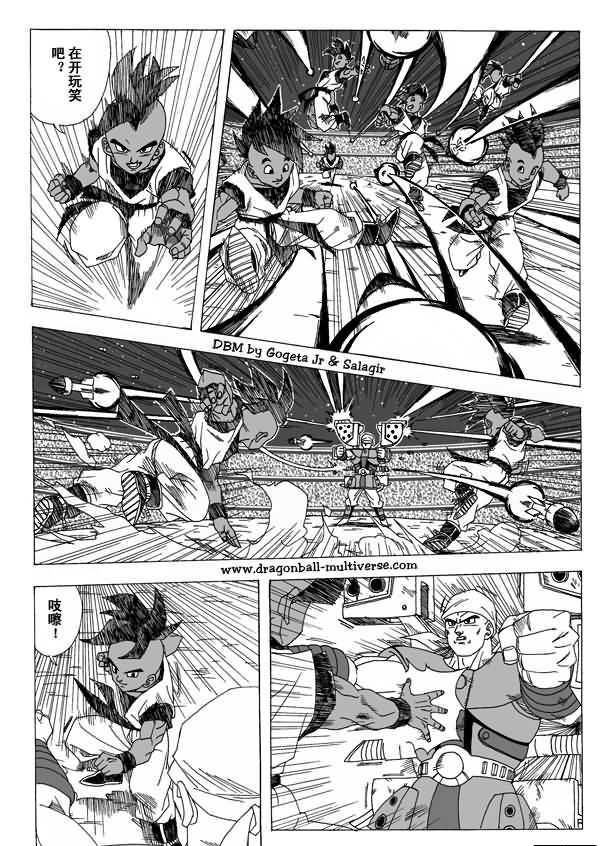 在开玩笑
吧？
DBM by Gogeta Jr & Salagir
www.dragonball-multiverse.com
吱嚓！